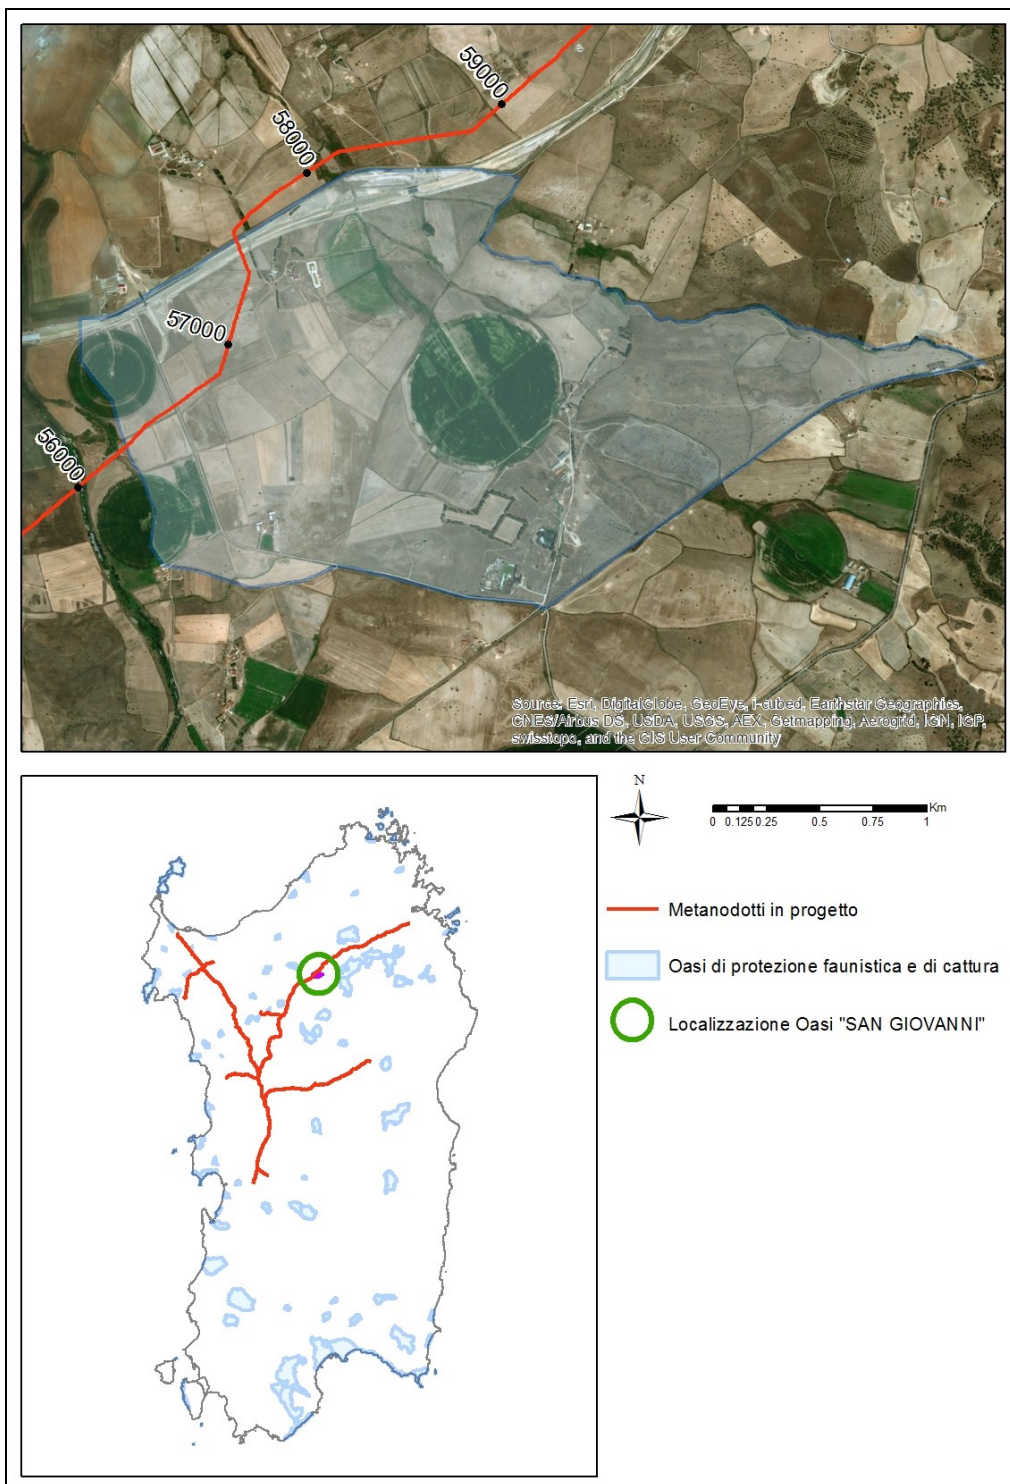 59000
58000
57000
56000
Source: Esri, DigitalGlobe, GeoEye, i-cubed, Earthstar Geographics,
CNES/Airbus DS, USDA, USGS, AEX, Getmapping, Aerogrid, IGN, IGP,
swisstopo, and the GIS User Community
N
Km
0 0.125 0.25 0.5 0.75 1
Metanodotti in progetto
Oasi di protezione faunistica e di cattura
Localizzazione Oasi "SAN GIOVANNI"